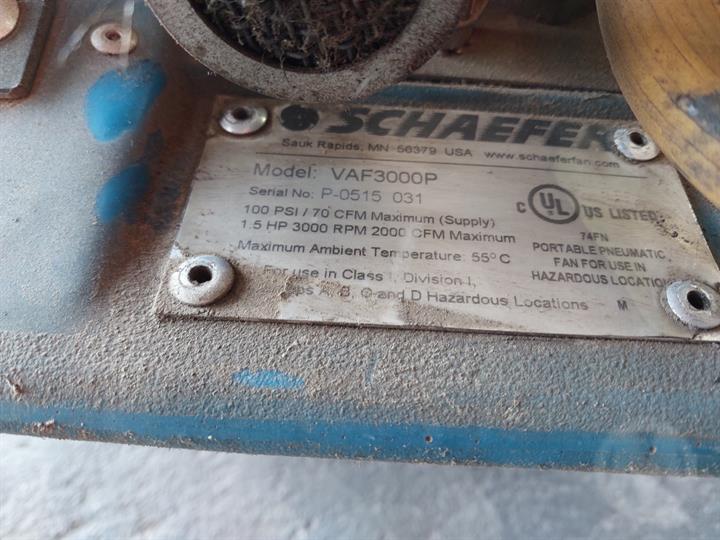 SCHAEFER
Sauk Rapids, MN 56379 USA www.schaeferfan.com
Model: VAF3000P
Serial No: P-0515 031
100 PSI / 70 CFM Maximum (Supply)
1.5 HP 3000 RPM 2000 CFM Maximum
Maximum Ambient Temperature: 55°C
For use in Class I, Division I,
A, B, C and D Hazardous Locations
C UL US LISTED
74FN
PORTABLE PNEUMATIC
FAN FOR USE IN
HAZARDOUS LOCATION
M